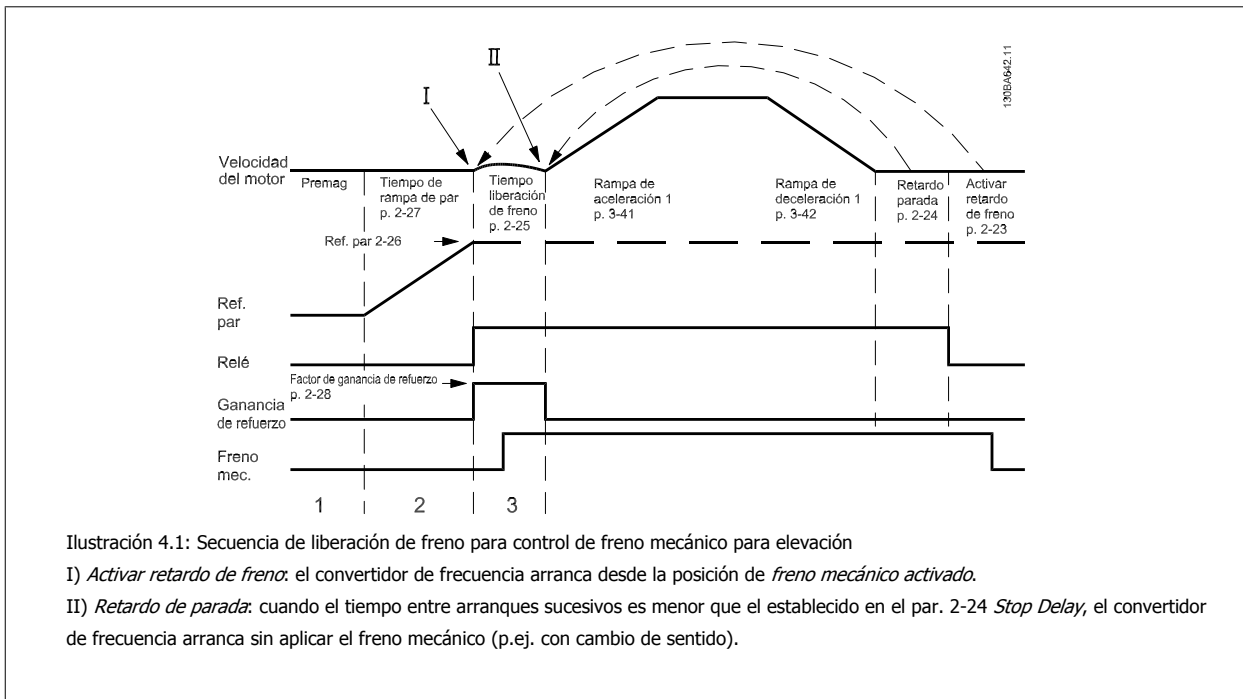 II
I
130BA642.11
Velocidad
del motor
Premag
Tiempo de
rampa de par
p. 2-27
Tiempo
liberación
de freno
p. 2-25
Rampa de
aceleración 1
p. 3-41
Rampa de
deceleración 1
p. 3-42
Retardo
parada
p. 2-24
Activar
retardo
de freno
p. 2-23
Ref. par 2-26
Ref.
par
Relé
Factor de ganancia de refuerzo
p. 2-28
Ganancia
de refuerzo
Freno
mec.
1 2 3
Ilustración 4.1: Secuencia de liberación de freno para control de freno mecánico para elevación
I) Activar retardo de freno: el convertidor de frecuencia arranca desde la posición de freno mecánico activado.
II) Retardo de parada: cuando el tiempo entre arranques sucesivos es menor que el establecido en el par. 2-24 Stop Delay, el convertidor
de frecuencia arranca sin aplicar el freno mecánico (p.ej. con cambio de sentido).